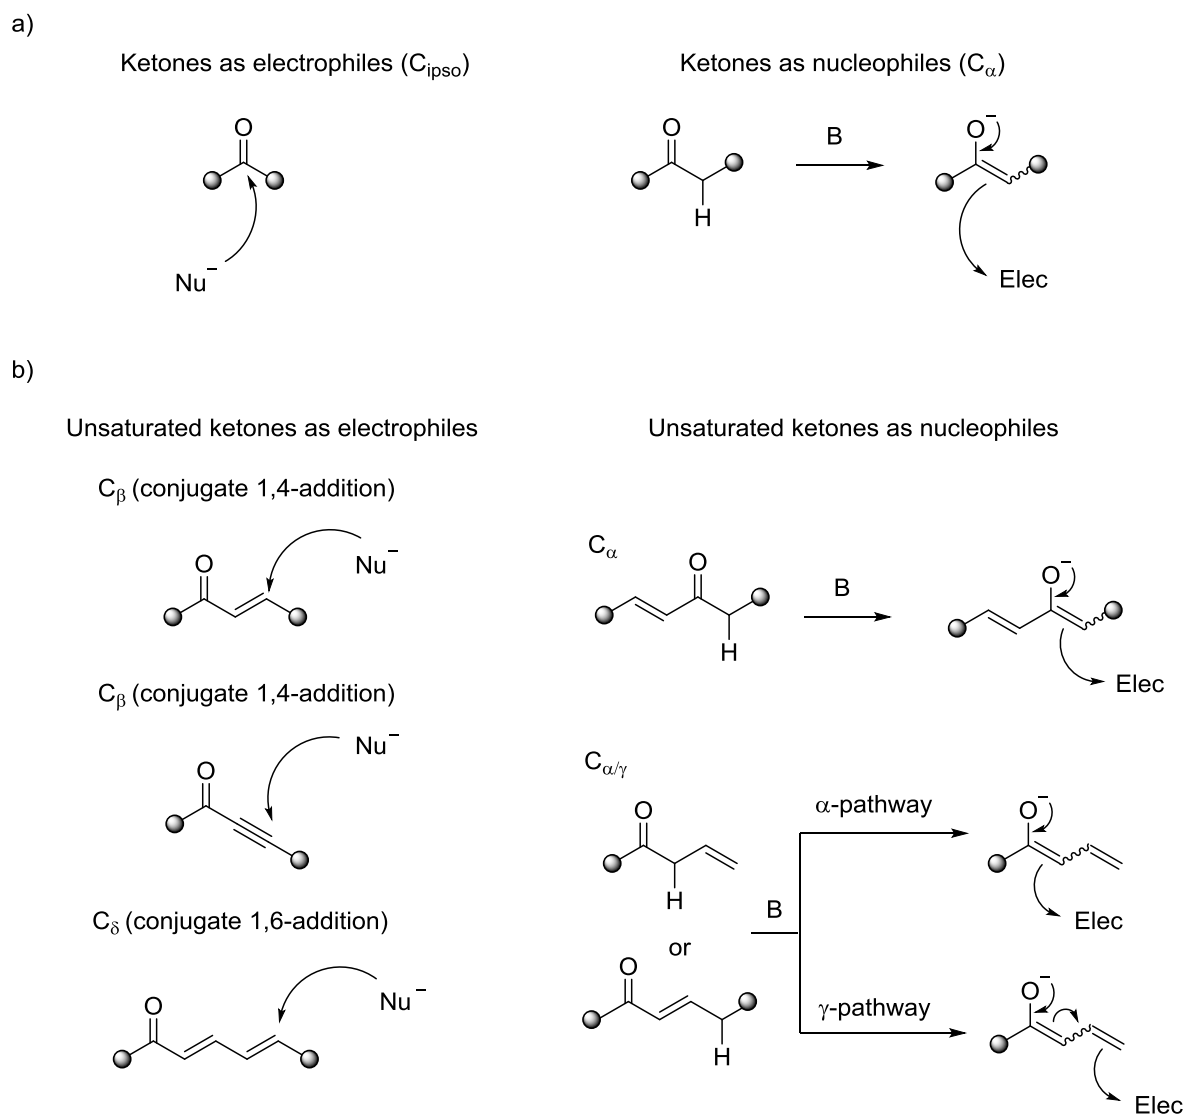 a)
Ketones as electrophiles (Cipso)
O
Nu−
Ketones as nucleophiles (Cα)
O
H
B
O−
Elec
b)
Unsaturated ketones as electrophiles
Cβ (conjugate 1,4-addition)
O
Nu−
Cβ (conjugate 1,4-addition)
O
Nu−
Cδ (conjugate 1,6-addition)
O
Nu−
Unsaturated ketones as nucleophiles
Cα
O
H
B
O−
Elec
Cα/γ
O
H
or
O
H
B
α-pathway
O−
Elec
γ-pathway
O−
Elec